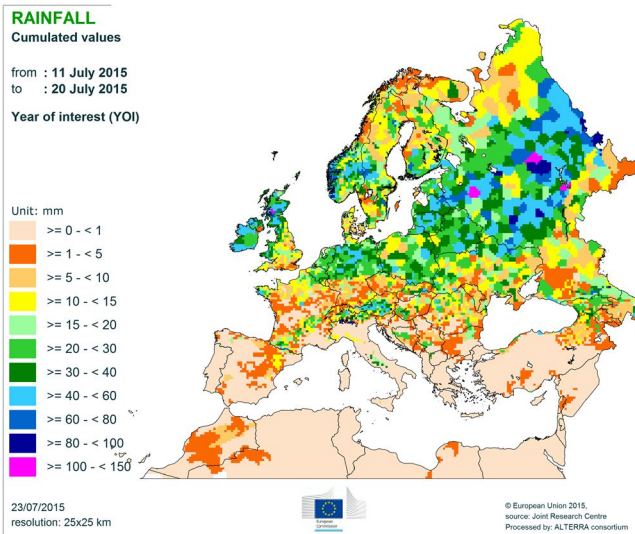 RAINFALL
Cumulated values
from : 11 July 2015
to : 20 July 2015
Year of interest (YOI)
Unit: mm
>= 0 - < 1
>= 1 - < 5
>= 5 - < 10
>= 10 - < 15
>= 15 - < 20
>= 20 - < 30
>= 30 - < 40
>= 40 - < 60
>= 60 - < 80
>= 80 - < 100
>= 100 - < 150
23/07/2015
resolution: 25x25 km
European
Commission
© European Union 2015,
source: Joint Research Centre
Processed by: ALTERRA consortium